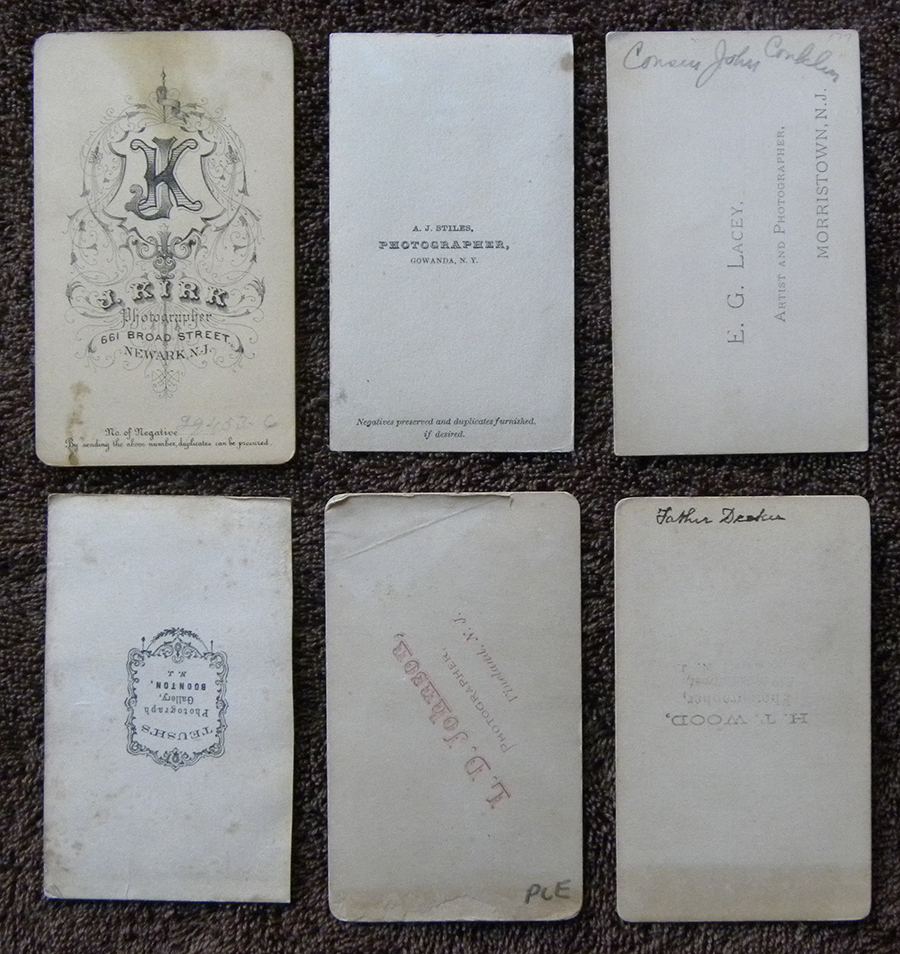 JK
J. KIRK
Photographer
661 BROAD STREET,
NEWARK, N.J.
No. of Negative
By sending the above number, duplicates can be procured.
A. J. STILES,
PHOTOGRAPHER,
GOWANDA, N. Y.
Negatives preserved and duplicates furnished,
if desired.
John Conklin
E. G. LACEY,
ARTIST AND PHOTOGRAPHER,
MORRISTOWN, N.J.
TEUSH'S
Photograph
Gallery,
BOONTON,
N. J.
L. D. Johnson,
PHOTOGRAPHER,
Vineland, N. J.
PLE
Father Decker
H. T. WOOD,
Photographer,
N. J.